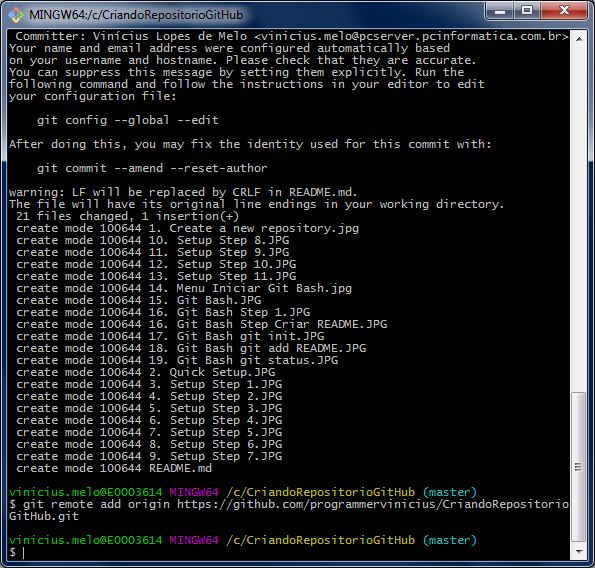 MINGW64:/c/CriandoRepositorioGitHub
Committer: Vinícius Lopes de Melo <vinicius.melo@pcserver.pcinformatica.com.br>
Your name and email address were configured automatically based
on your username and hostname. Please check that they are accurate.
You can suppress this message by setting them explicitly. Run the
following command and follow the instructions in your editor to edit
your configuration file:
git config --global --edit
After doing this, you may fix the identity used for this commit with:
git commit --amend --reset-author
warning: LF will be replaced by CRLF in README.md.
The file will have its original line endings in your working directory.
21 files changed, 1 insertion(+)
create mode 100644 1. Create a new repository.jpg
create mode 100644 10. Setup Step 8.JPG
create mode 100644 11. Setup Step 9.JPG
create mode 100644 12. Setup Step 10.JPG
create mode 100644 13. Setup Step 11.JPG
create mode 100644 14. Menu Iniciar Git Bash.jpg
create mode 100644 15. Git Bash.JPG
create mode 100644 16. Git Bash Step 1.JPG
create mode 100644 16. Git Bash Step Criar README.JPG
create mode 100644 17. Git Bash git init.JPG
create mode 100644 18. Git Bash git add README.JPG
create mode 100644 19. Git Bash git status.JPG
create mode 100644 2. Quick Setup.JPG
create mode 100644 3. Setup Step 1.JPG
create mode 100644 4. Setup Step 2.JPG
create mode 100644 5. Setup Step 3.JPG
create mode 100644 6. Setup Step 4.JPG
create mode 100644 7. Setup Step 5.JPG
create mode 100644 8. Setup Step 6.JPG
create mode 100644 9. Setup Step 7.JPG
create mode 100644 README.md
vinicius.melo@E0003614 MINGW64 /c/CriandoRepositorioGitHub (master)
$ git remote add origin https://github.com/programmervinicius/CriandoRepositorio
GitHub.git
vinicius.melo@E0003614 MINGW64 /c/CriandoRepositorioGitHub (master)
$